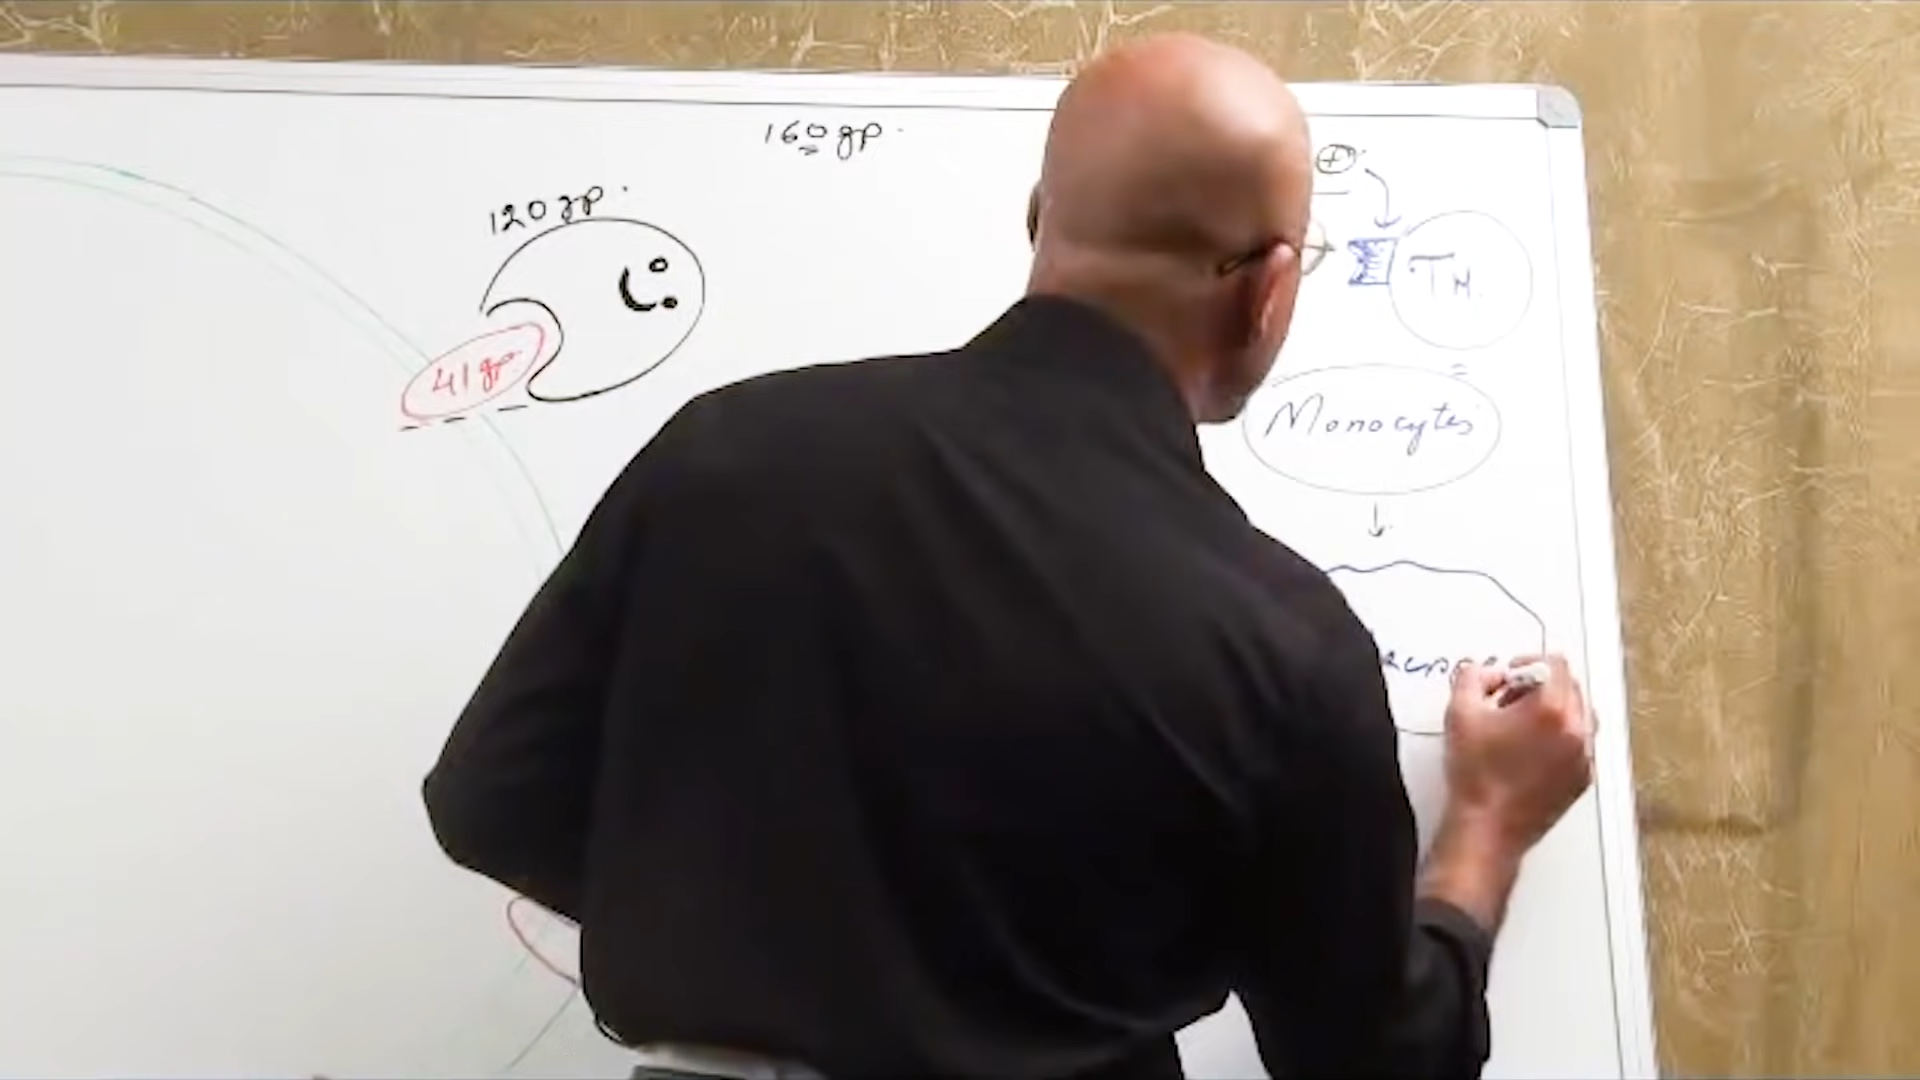 160 gp.
120 gp.
41 gp.
+
TH.
Monocytes